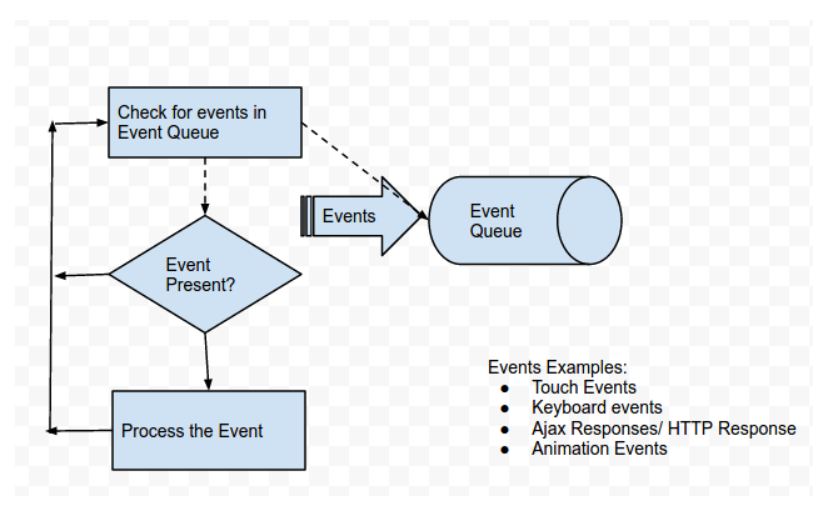 Check for events in
Event Queue
Events
Event
Queue
Event
Present?
Process the Event
Events Examples:
● Touch Events
● Keyboard events
● Ajax Responses/ HTTP Response
● Animation Events